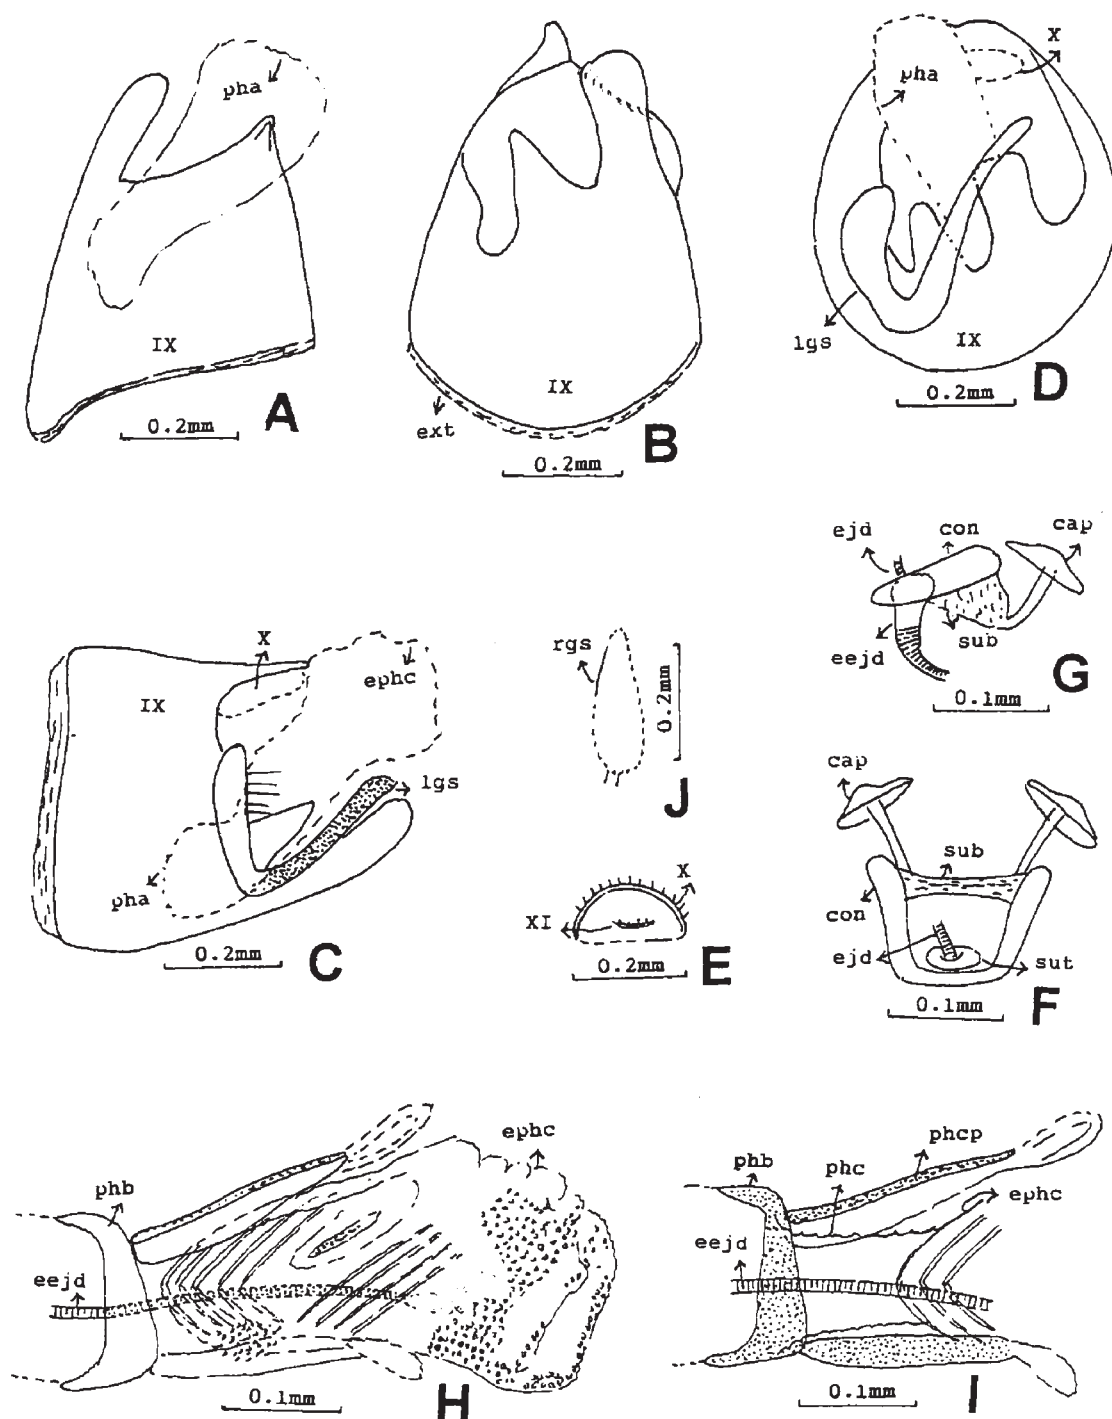 pha
IX
0.2mm
A
IX
ext
0.2mm
B
X
pha
lgs
IX
0.2mm
D
X
IX
ephc
lgs
pha
0.2mm
C
rgs
0.2mm
J
X
XI
0.2mm
E
ejd
con
cap
sub
eejd
0.1mm
G
cap
sub
con
ejd
sut
0.1mm
F
ephc
phb
eejd
0.1mm
H
phcp
phb
phc
ephc
eejd
0.1mm
I